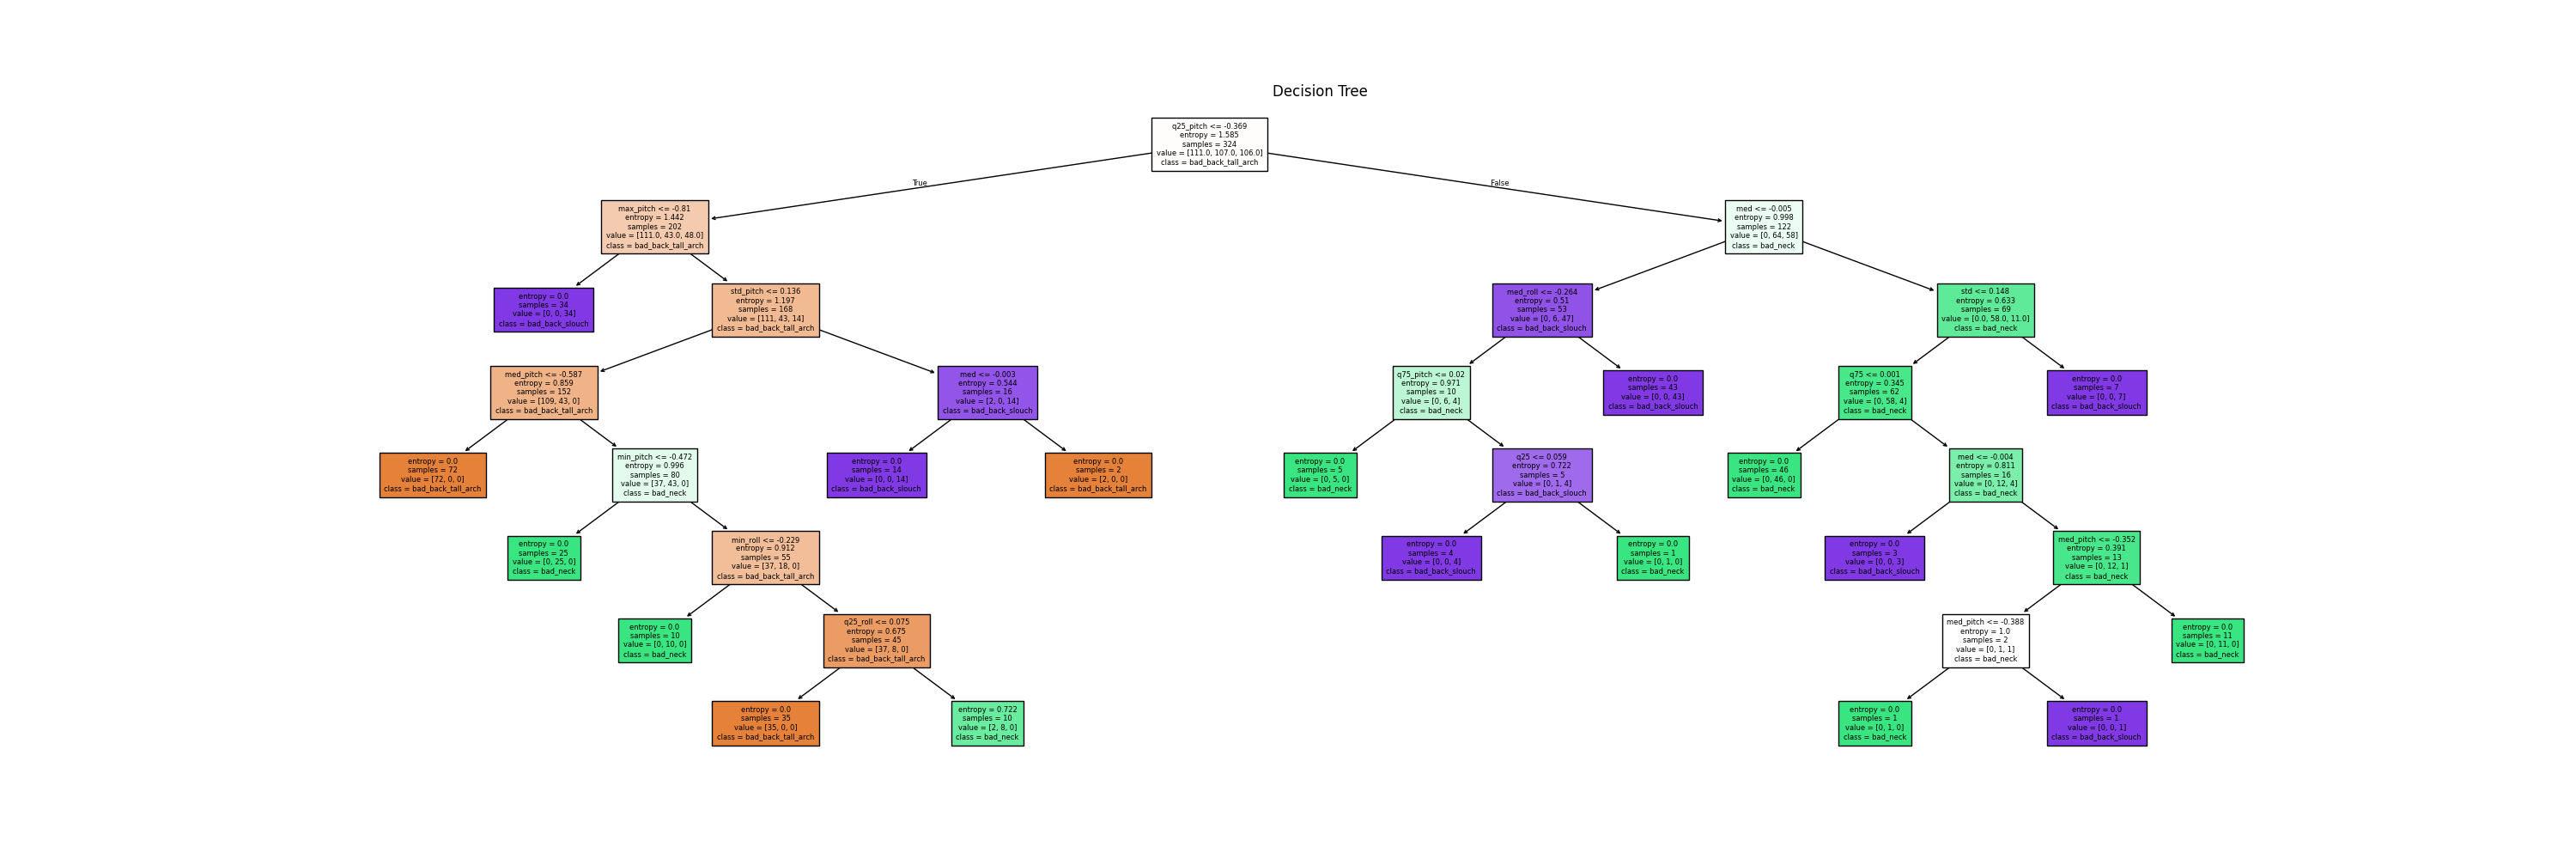 Decision Tree
q25_pitch <= -0.369
entropy = 1.585
samples = 324
value = [111.0, 107.0, 106.0]
class = bad_back_tall_arch
True
False
max_pitch <= -0.81
entropy = 1.442
samples = 202
value = [111.0, 43.0, 48.0]
class = bad_back_tall_arch
med <= -0.005
entropy = 0.998
samples = 122
value = [0, 64, 58]
class = bad_neck
entropy = 0.0
samples = 34
value = [0, 0, 34]
class = bad_back_slouch
std_pitch <= 0.136
entropy = 1.197
samples = 168
value = [111, 43, 14]
class = bad_back_tall_arch
med_roll <= -0.264
entropy = 0.51
samples = 53
value = [0, 6, 47]
class = bad_back_slouch
std <= 0.148
entropy = 0.633
samples = 69
value = [0.0, 58.0, 11.0]
class = bad_neck
med_pitch <= -0.587
entropy = 0.859
samples = 152
value = [109, 43, 0]
class = bad_back_tall_arch
med <= -0.003
entropy = 0.544
samples = 16
value = [2, 0, 14]
class = bad_back_slouch
q75_pitch <= 0.02
entropy = 0.971
samples = 10
value = [0, 6, 4]
class = bad_neck
entropy = 0.0
samples = 43
value = [0, 0, 43]
class = bad_back_slouch
q75 <= 0.001
entropy = 0.345
samples = 62
value = [0, 58, 4]
class = bad_neck
entropy = 0.0
samples = 7
value = [0, 0, 7]
class = bad_back_slouch
entropy = 0.0
samples = 72
value = [72, 0, 0]
class = bad_back_tall_arch
min_pitch <= -0.472
entropy = 0.996
samples = 80
value = [37, 43, 0]
class = bad_neck
entropy = 0.0
samples = 14
value = [0, 0, 14]
class = bad_back_slouch
entropy = 0.0
samples = 2
value = [2, 0, 0]
class = bad_back_tall_arch
entropy = 0.0
samples = 5
value = [0, 5, 0]
class = bad_neck
q25 <= 0.059
entropy = 0.722
samples = 5
value = [0, 1, 4]
class = bad_back_slouch
entropy = 0.0
samples = 46
value = [0, 46, 0]
class = bad_neck
med <= -0.004
entropy = 0.811
samples = 16
value = [0, 12, 4]
class = bad_neck
entropy = 0.0
samples = 25
value = [0, 25, 0]
class = bad_neck
min_roll <= -0.229
entropy = 0.912
samples = 55
value = [37, 18, 0]
class = bad_back_tall_arch
entropy = 0.0
samples = 4
value = [0, 0, 4]
class = bad_back_slouch
entropy = 0.0
samples = 1
value = [0, 1, 0]
class = bad_neck
entropy = 0.0
samples = 3
value = [0, 0, 3]
class = bad_back_slouch
med_pitch <= -0.352
entropy = 0.391
samples = 13
value = [0, 12, 1]
class = bad_neck
entropy = 0.0
samples = 10
value = [0, 10, 0]
class = bad_neck
q25_roll <= 0.075
entropy = 0.675
samples = 45
value = [37, 8, 0]
class = bad_back_tall_arch
med_pitch <= -0.388
entropy = 1.0
samples = 2
value = [0, 1, 1]
class = bad_neck
entropy = 0.0
samples = 11
value = [0, 11, 0]
class = bad_neck
entropy = 0.0
samples = 35
value = [35, 0, 0]
class = bad_back_tall_arch
entropy = 0.722
samples = 10
value = [2, 8, 0]
class = bad_neck
entropy = 0.0
samples = 1
value = [0, 1, 0]
class = bad_neck
entropy = 0.0
samples = 1
value = [0, 0, 1]
class = bad_back_slouch